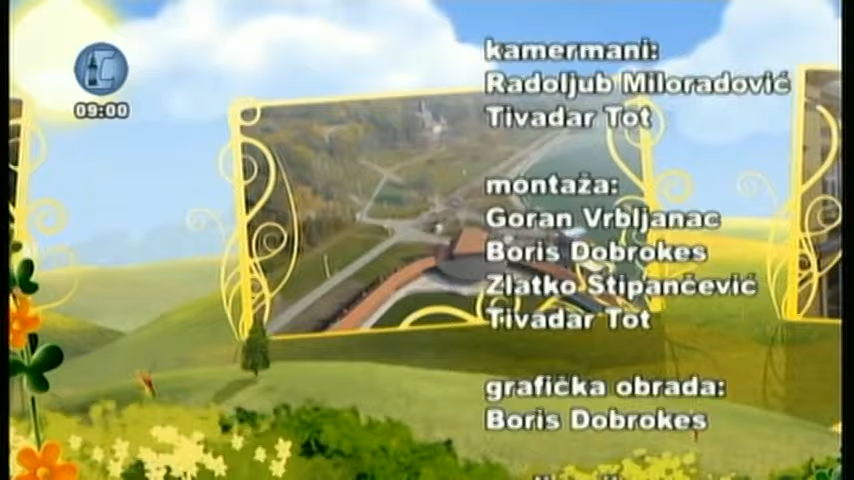 09:00
kamermani:
Radoljub Miloradović
Tivadar Tot
montaža:
Goran Vrbljanac
Boris Dobrokes
Zlatko Stipančević
Tivadar Tot
grafička obrada:
Boris Dobrokes